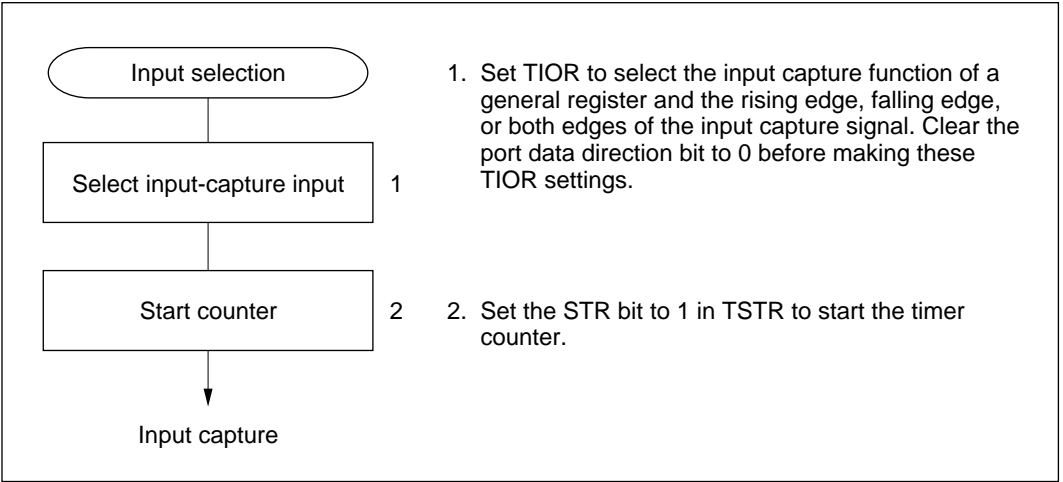 Input selection
Select input-capture input 1
Start counter 2
Input capture
1. Set TIOR to select the input capture function of a
general register and the rising edge, falling edge,
or both edges of the input capture signal. Clear the
port data direction bit to 0 before making these
TIOR settings.
2. Set the STR bit to 1 in TSTR to start the timer
counter.